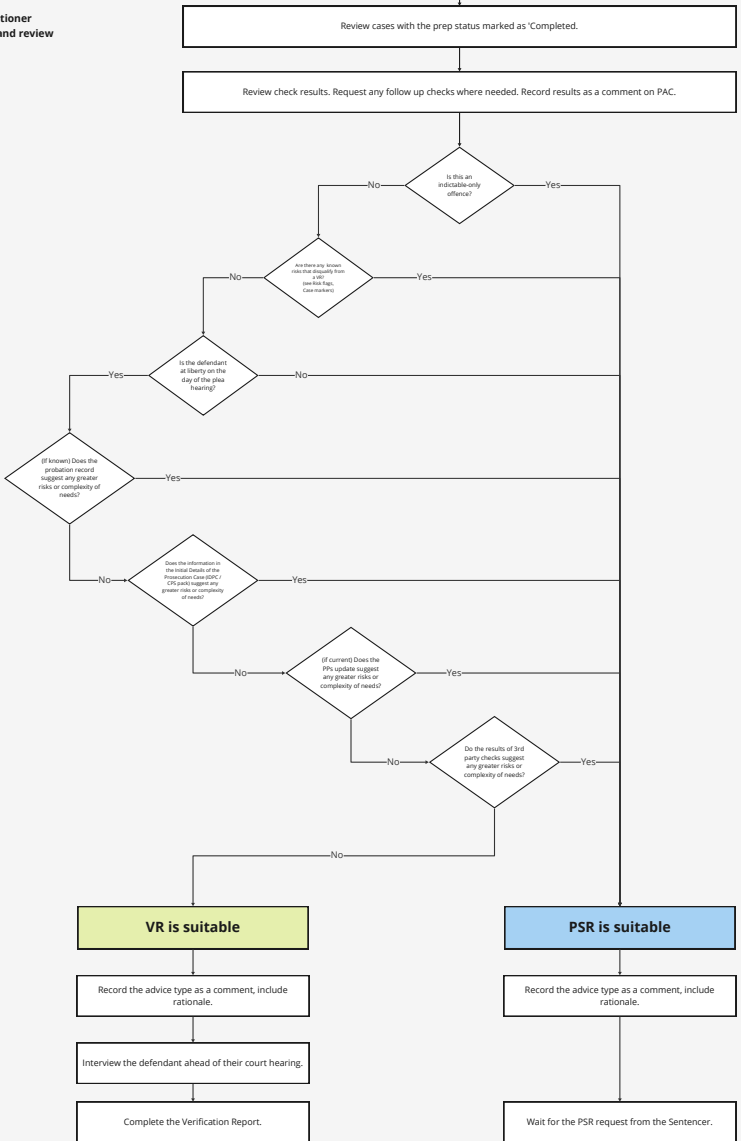 tioner
and review
Review cases with the prep status marked as 'Completed.
Review check results. Request any follow up checks where needed. Record results as a comment on PAC.
Is this an
indictable-only
offence?
No
Yes
Are there any known
risks that disqualify from
a VR?
(see Risk flags,
Case markers)
No
Yes
Is the defendant
at liberty on the
day of the plea
hearing?
Yes
No
(If known) Does the
probation record
suggest any greater
risks or complexity of
needs?
Yes
No
Does the information in
the Initial Details of the
Prosecution Case (IDPC /
CPS pack) suggest any
greater risks or complexity
of needs?
Yes
No
(if current) Does the
PPs update suggest
any greater risks or
complexity of needs?
Yes
No
Do the results of 3rd
party checks suggest
any greater risks or
complexity of needs?
Yes
No
VR is suitable
PSR is suitable
Record the advice type as a comment, include
rationale.
Record the advice type as a comment, include
rationale.
Interview the defendant ahead of their court hearing.
Complete the Verification Report.
Wait for the PSR request from the Sentencer.